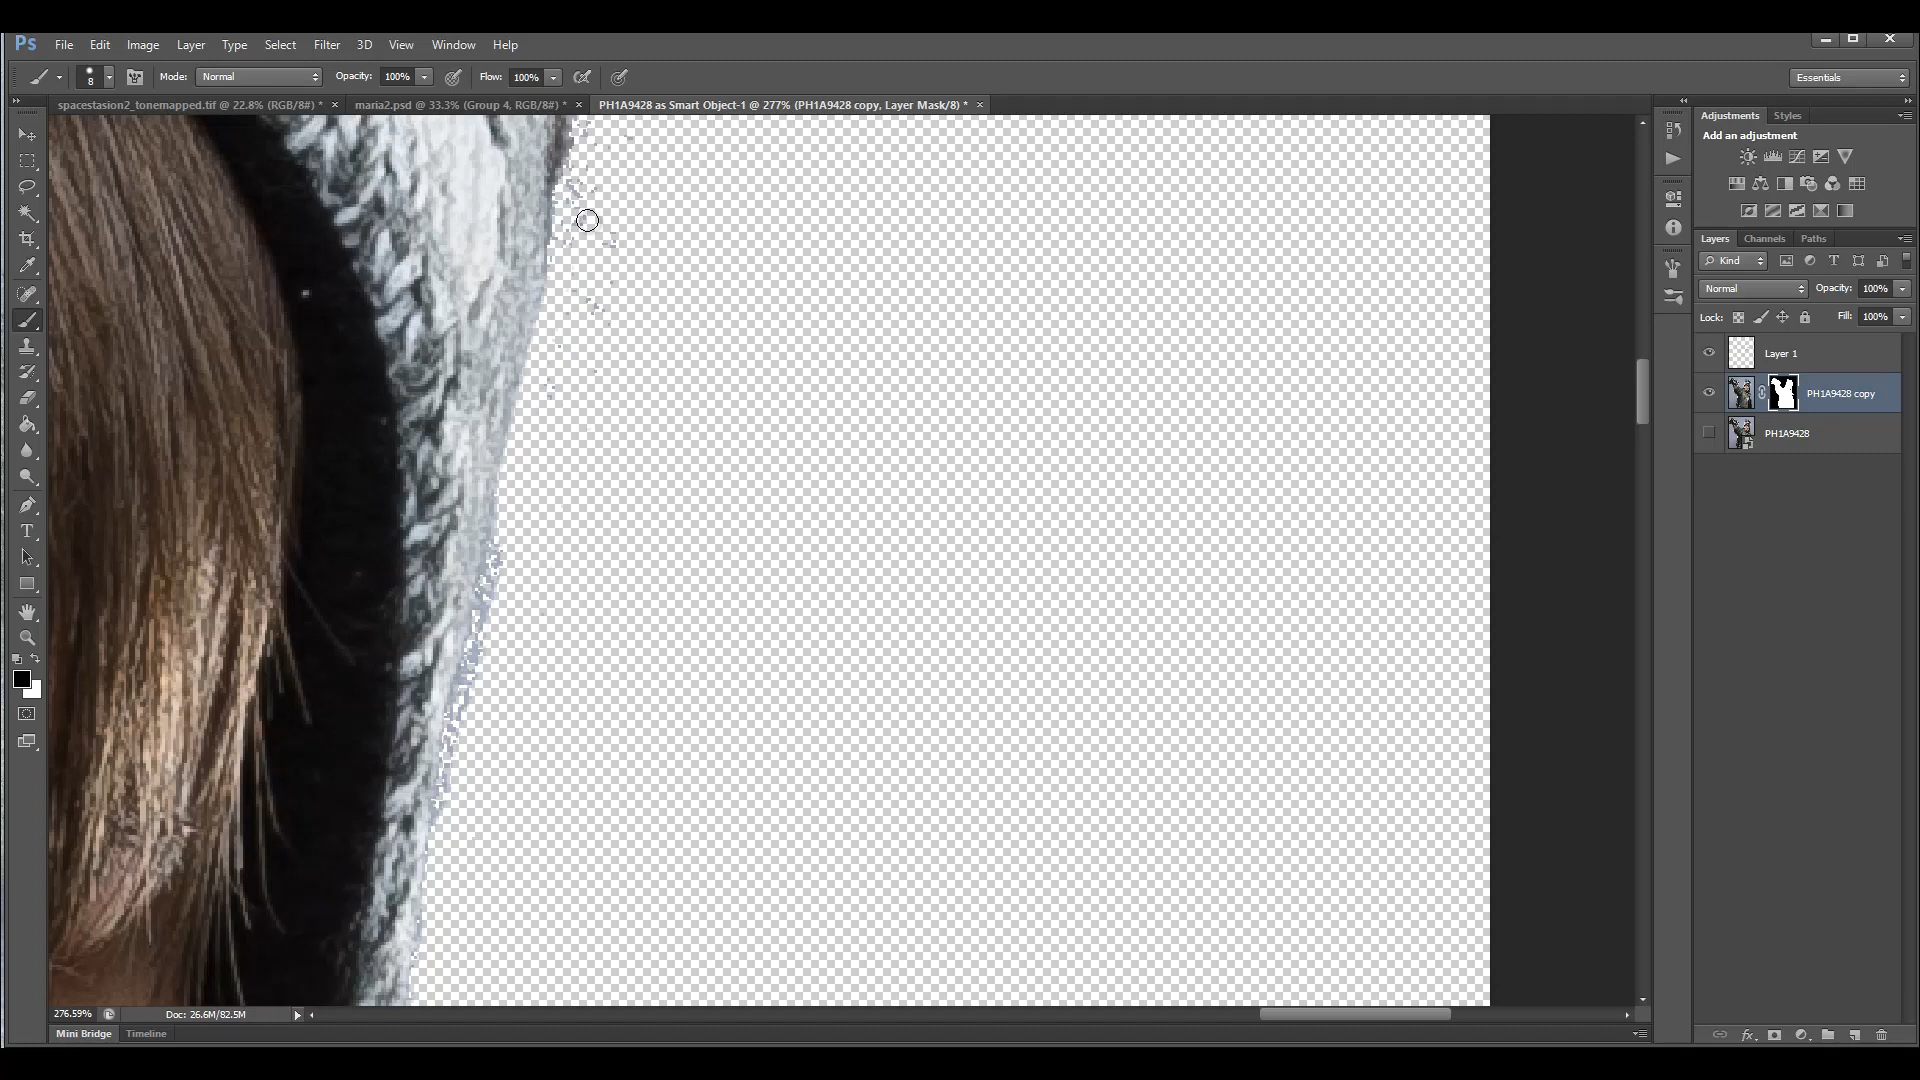 Ps File Edit Image Layer Type Select Filter 3D View Window Help
8 Mode: Normal Opacity: 100% Flow: 100% Essentials
spacestasion2_tonemapped.tif @ 22.8% (RGB/8#) * × maria2.psd @ 33.3% (Group 4, RGB/8#) * × PH1A9428 as Smart Object-1 @ 277% (PH1A9428 copy, Layer Mask/8) * ×
Adjustments Styles
Add an adjustment
Layers Channels Paths
Kind
Normal Opacity: 100%
Lock: Fill: 100%
Layer 1
PH1A9428 copy
PH1A9428
276.59% Doc: 26.6M/82.5M
Mini Bridge Timeline